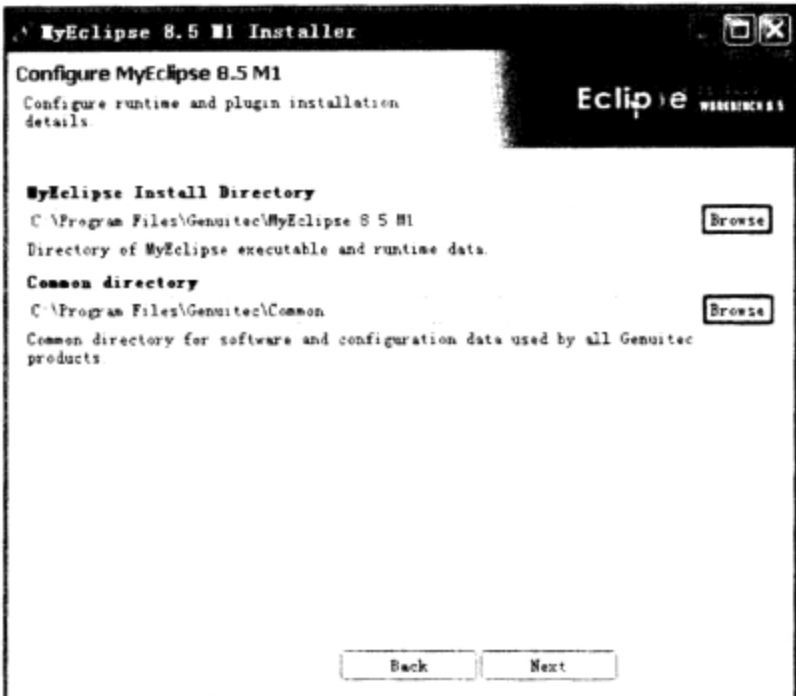 MyEclipse 8.5 M1 Installer
Configure MyEclipse 8.5 M1
Configure runtime and plugin installation
details.
Eclip e
MyEclipse Install Directory
C:\Program Files\Genuitec\MyEclipse 8 5 M1
Browse
Directory of MyEclipse executable and runtime data.
Common directory
C:\Program Files\Genuitec\Common
Browse
Common directory for software and configuration data used by all Genuitec
products.
Back Next